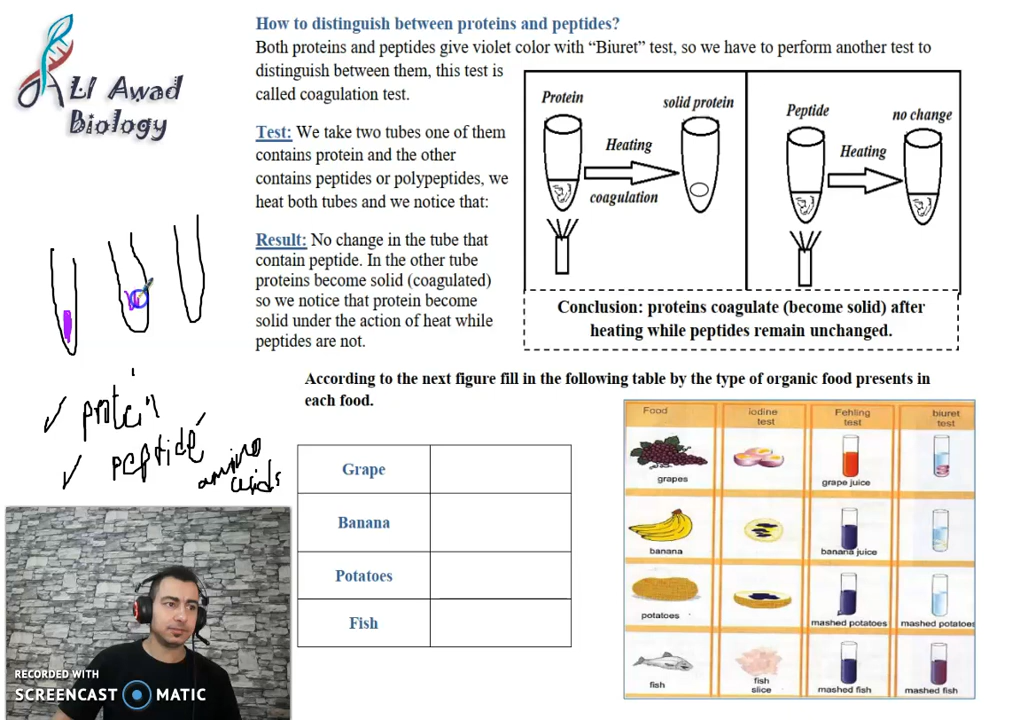 ALI Awad
Biology
How to distinguish between proteins and peptides?
Both proteins and peptides give violet color with “Biuret” test, so we have to perform another test to
distinguish between them, this test is
called coagulation test.
Test: We take two tubes one of them
contains protein and the other
contains peptides or polypeptides, we
heat both tubes and we notice that:
Result: No change in the tube that
contain peptide. In the other tube
proteins become solid (coagulated)
so we notice that protein become
solid under the action of heat while
peptides are not.
Protein
solid protein
Heating
coagulation
Peptide
no change
Heating
Conclusion: proteins coagulate (become solid) after
heating while peptides remain unchanged.
protein
peptide
amino
acids
According to the next figure fill in the following table by the type of organic food presents in
each food.
Grape
Banana
Potatoes
Fish
Food
iodine
test
Fehling
test
biuret
test
grapes
grape juice
banana
banana juice
potatoes
mashed potatoes
mashed potatoes
fish
fish
slice
mashed fish
mashed fish
RECORDED WITH
SCREENCAST MATIC